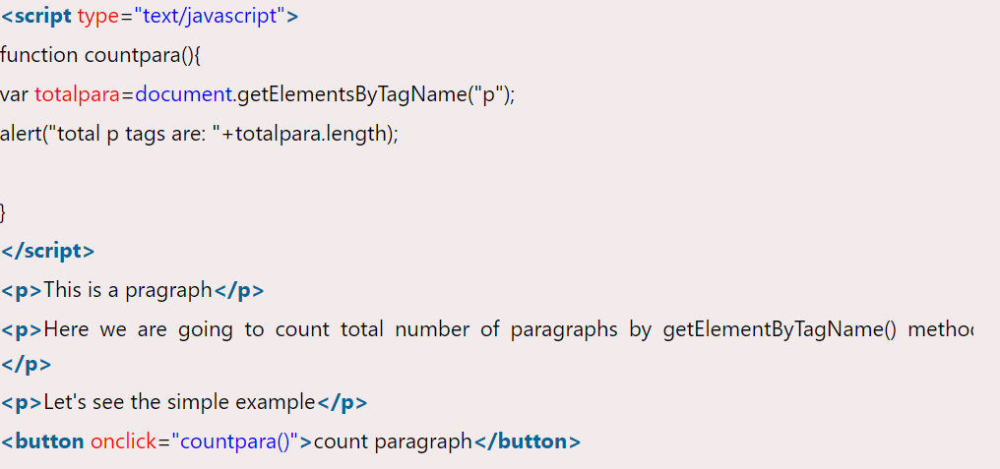 <script type="text/javascript">
function countpara(){
var totalpara=document.getElementsByTagName("p");
alert("total p tags are: "+totalpara.length);
}
</script>
<p>This is a pragraph</p>
<p>Here we are going to count total number of paragraphs by getElementByTagName()
</p>
<p>Let's see the simple example</p>
<button onclick="countpara()">count paragraph</button>